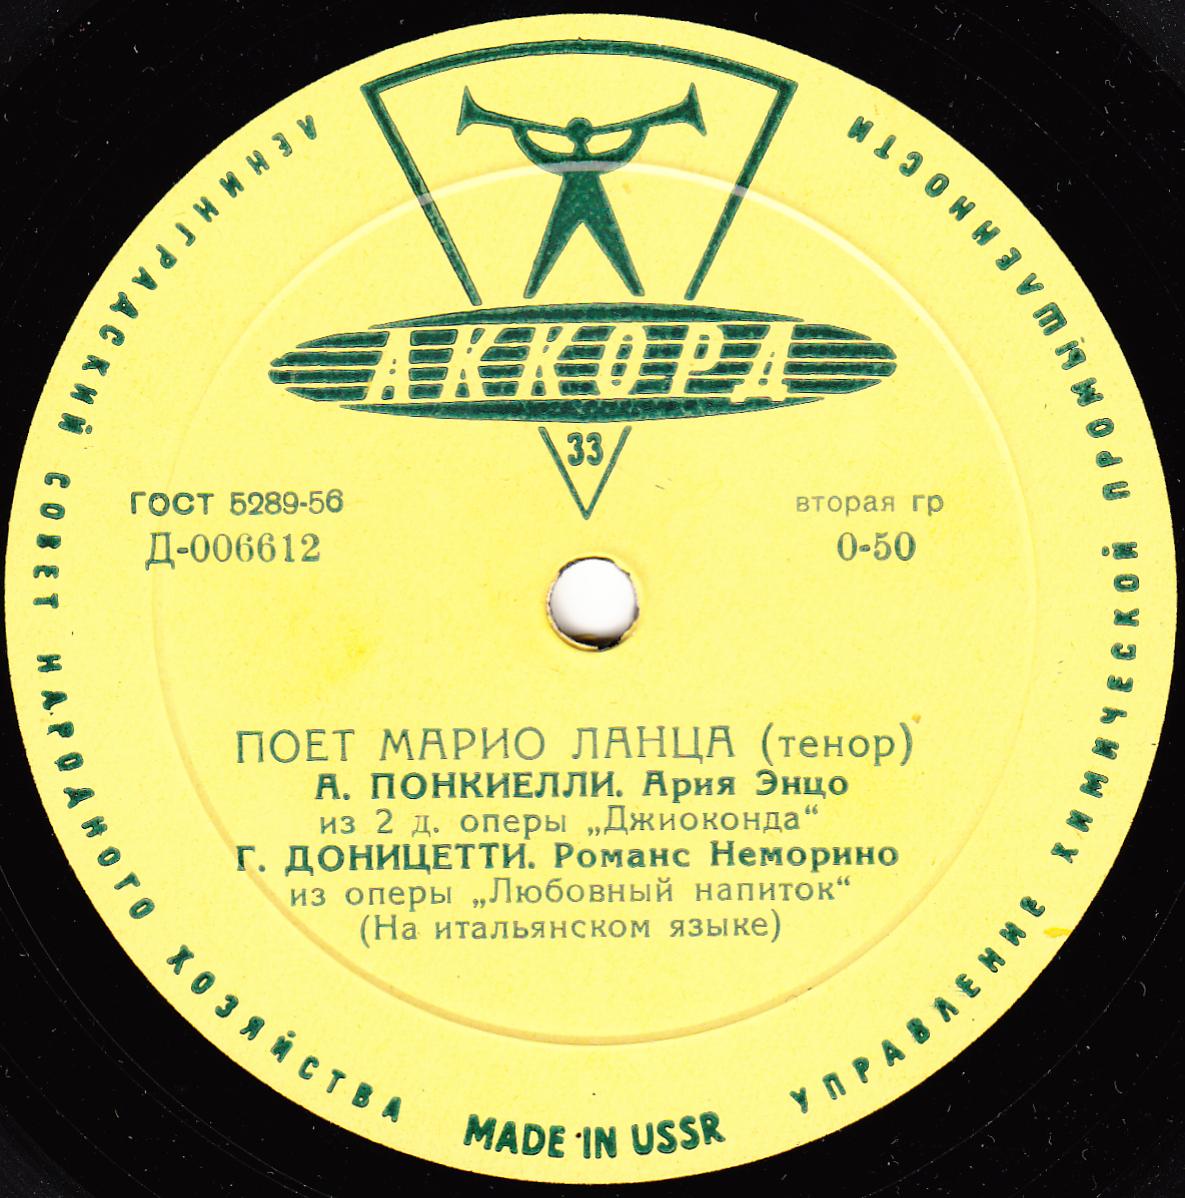 ЛЕНИНГРАДСКИЙ СОВЕТ НАРОДНОГО ХОЗЯЙСТВА
УПРАВЛЕНИЕ ХИМИЧЕСКОЙ ПРОМЫШЛЕННОСТИ
АККОРД
33
ГОСТ 5289-56
вторая гр
Д-006612
0-50
ПОЕТ МАРИО ЛАНЦА (тенор)
А. ПОНКИЕЛЛИ. Ария Энцо
из 2 д. оперы „Джиоконда“
Г. ДОНИЦЕТТИ. Романс Неморино
из оперы „Любовный напиток“
(На итальянском языке)
MADE IN USSR